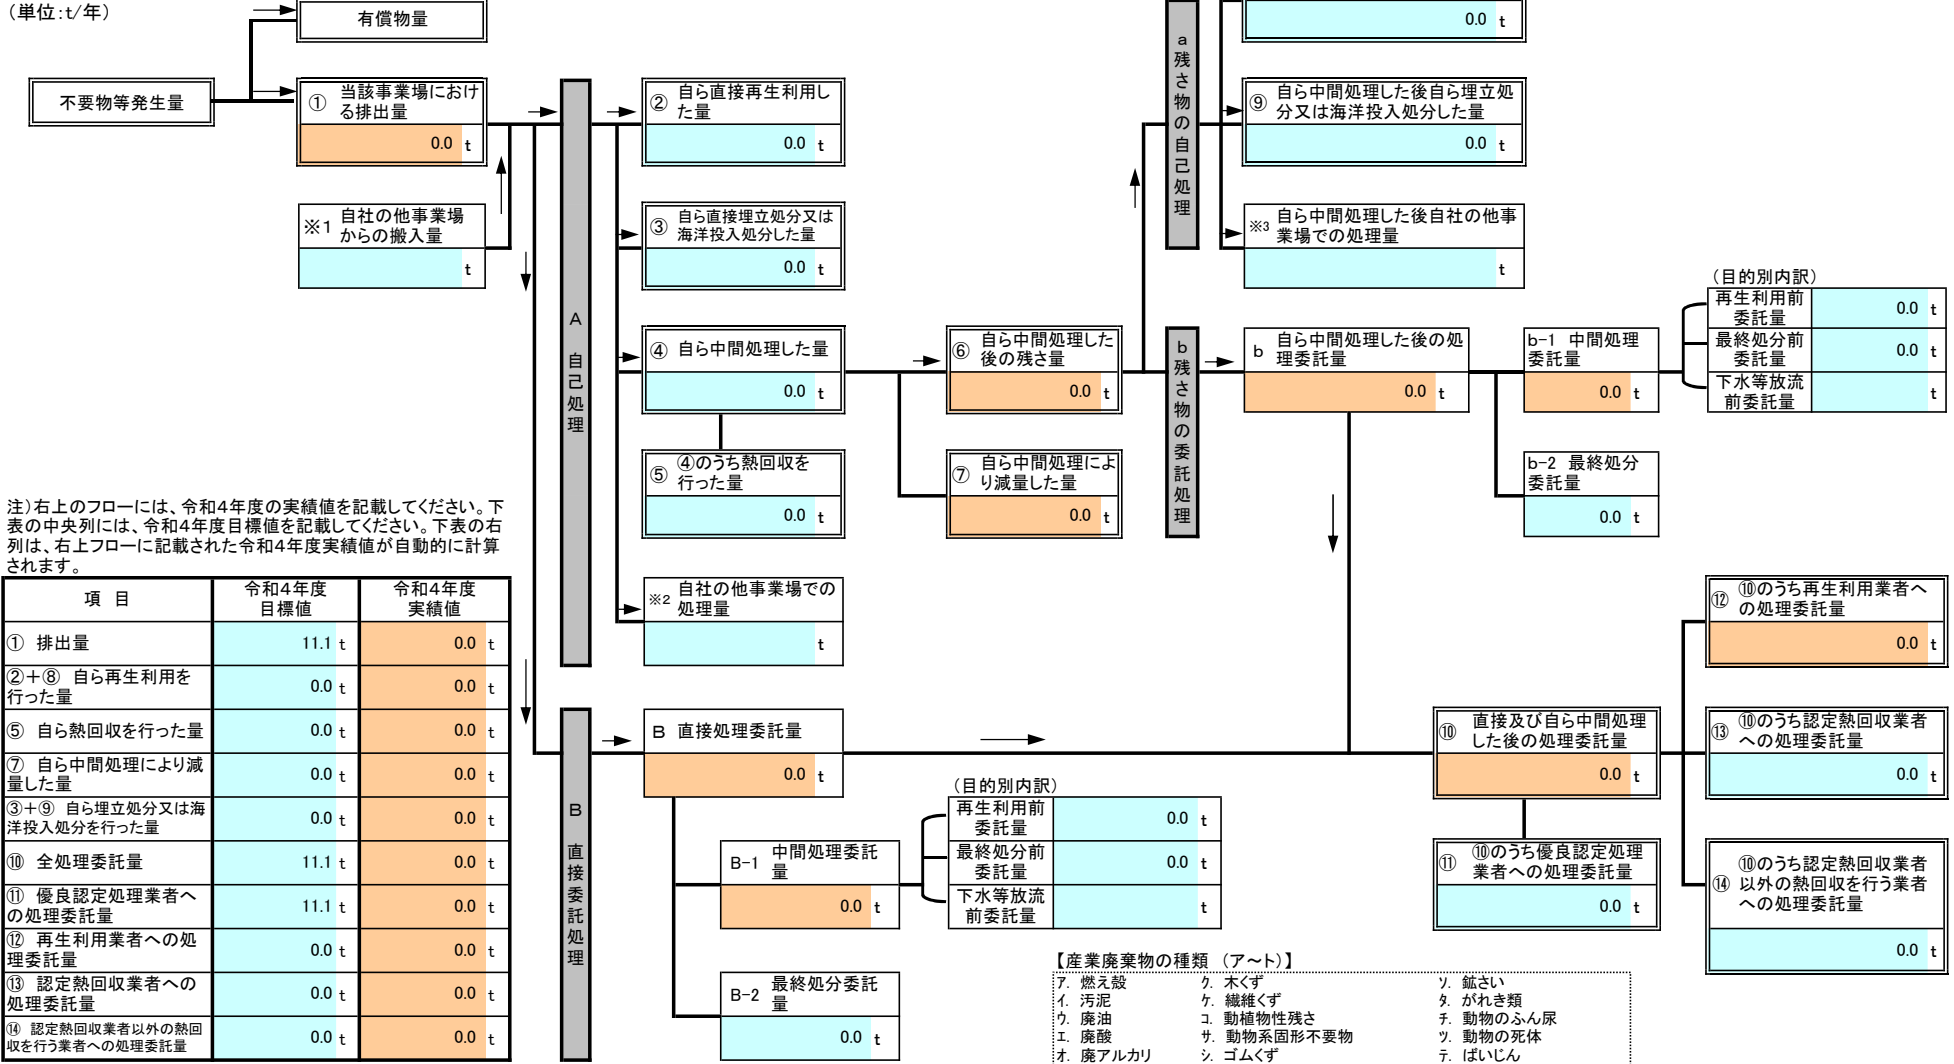 （単位：t/年）
有償物量
不要物等発生量
① 当該事業場におけ
る排出量
0.0 t
※1 自社の他事業場
からの搬入量
t
A 自己処理
② 自ら直接再生利用し
た量
0.0 t
③ 自ら直接埋立処分又は
海洋投入処分した量
0.0 t
④ 自ら中間処理した量
0.0 t
⑤ ④のうち熱回収を
行った量
0.0 t
※2 自社の他事業場での
処理量
t
⑥ 自ら中間処理した
後の残さ量
0.0 t
⑦ 自ら中間処理によ
り減量した量
0.0 t
a 残さ物の自己処理
0.0 t
⑨ 自ら中間処理した後自ら埋立処
分又は海洋投入処分した量
0.0 t
※3 自ら中間処理した後自社の他事
業場での処理量
t
b 残さ物の委託処理
b 自ら中間処理した後の処
理委託量
0.0 t
b-1 中間処理
委託量
0.0 t
b-2 最終処分
委託量
0.0 t
（目的別内訳）
再生利用前
委託量
0.0 t
最終処分前
委託量
0.0 t
下水等放流
前委託量
t
注）右上のフローには、令和４年度の実績値を記載してください。下
表の中央列には、令和４年度目標値を記載してください。下表の右
列は、右上フローに記載された令和４年度実績値が自動的に計算
されます。
項 目
令和４年度
目標値
令和４年度
実績値
① 排出量
11.1 t 0.0 t
②＋⑧ 自ら再生利用を
行った量
0.0 t 0.0 t
⑤ 自ら熱回収を行った量
0.0 t 0.0 t
⑦ 自ら中間処理により減
量した量
0.0 t 0.0 t
③＋⑨ 自ら埋立処分又は海
洋投入処分を行った量
0.0 t 0.0 t
⑩ 全処理委託量
11.1 t 0.0 t
⑪ 優良認定処理業者へ
の処理委託量
11.1 t 0.0 t
⑫ 再生利用業者への処
理委託量
0.0 t 0.0 t
⑬ 認定熱回収業者への
処理委託量
0.0 t 0.0 t
⑭ 認定熱回収業者以外の熱回
収を行う業者への処理委託量
0.0 t 0.0 t
B 直接委託処理
B 直接処理委託量
0.0 t
B-1 中間処理委託
量
0.0 t
B-2 最終処分委託
量
0.0 t
（目的別内訳）
再生利用前
委託量
0.0 t
最終処分前
委託量
0.0 t
下水等放流
前委託量
t
⑩ 直接及び自ら中間処理
した後の処理委託量
0.0 t
⑪ ⑩のうち優良認定処理
業者への処理委託量
0.0 t
⑫ ⑩のうち再生利用業者へ
の処理委託量
0.0 t
⑬ ⑩のうち認定熱回収業者
への処理委託量
0.0 t
⑭ ⑩のうち認定熱回収業者
以外の熱回収を行う業者
への処理委託量
0.0 t
【産業廃棄物の種類 （ア～ト）】
ア. 燃え殻 ク. 木くず ソ. 鉱さい
イ. 汚泥 ケ. 繊維くず タ. がれき類
ウ. 廃油 コ. 動植物性残さ チ. 動物のふん尿
エ. 廃酸 サ. 動物系固形不要物 ツ. 動物の死体
オ. 廃アルカリ シ. ゴムくず テ. ばいじん